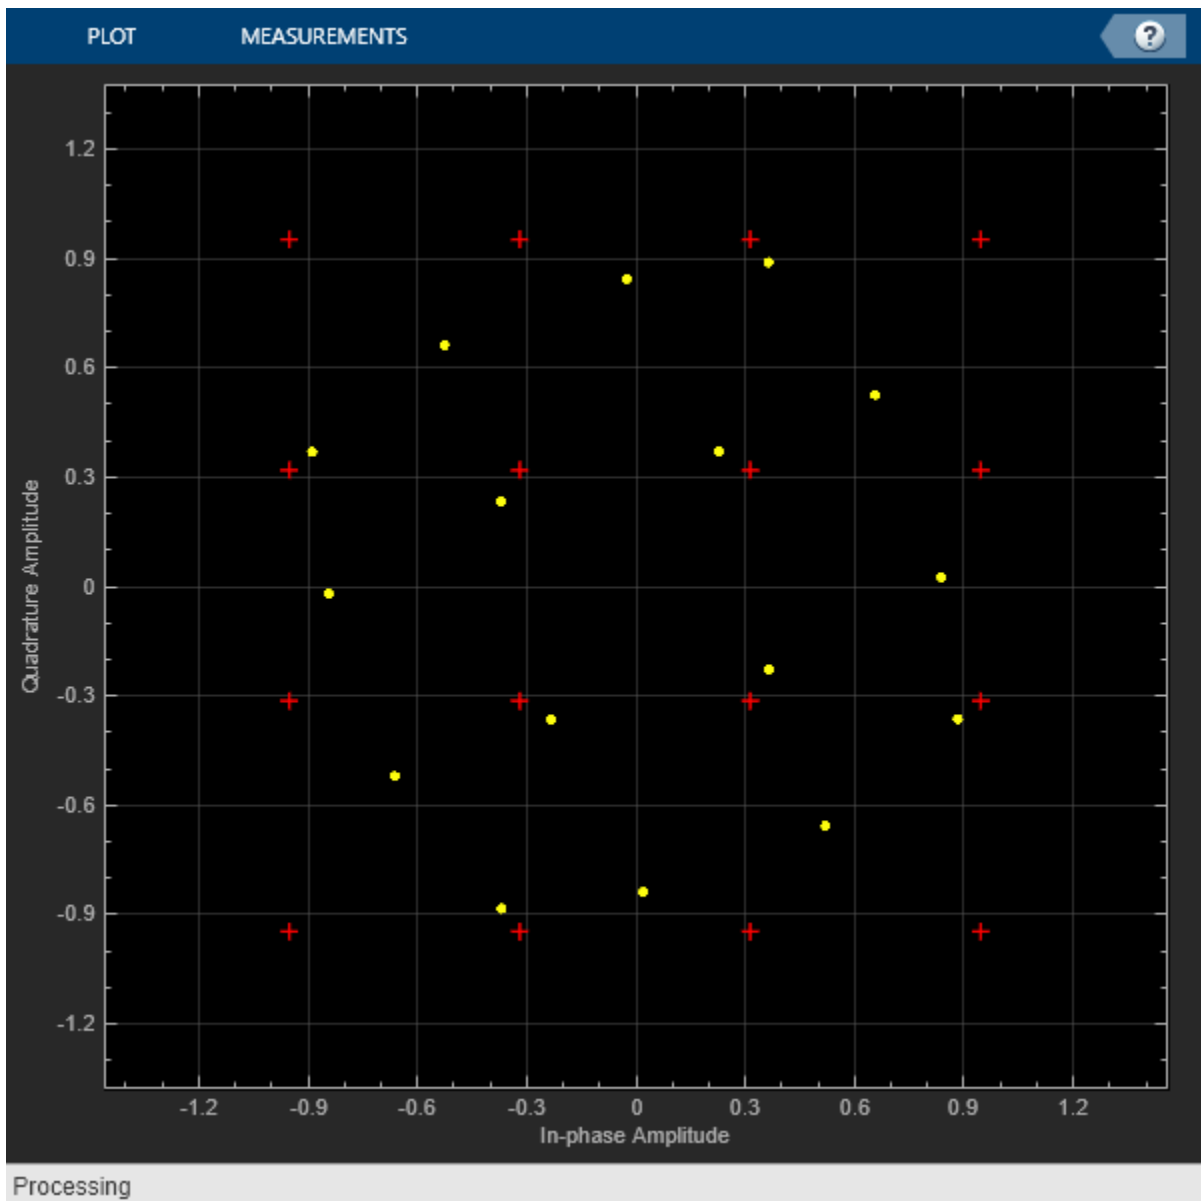 PLOT MEASUREMENTS ?
1.2
0.9
0.6
0.3
0
-0.3
-0.6
-0.9
-1.2
Quadrature Amplitude
-1.2 -0.9 -0.6 -0.3 0 0.3 0.6 0.9 1.2
In-phase Amplitude
Processing